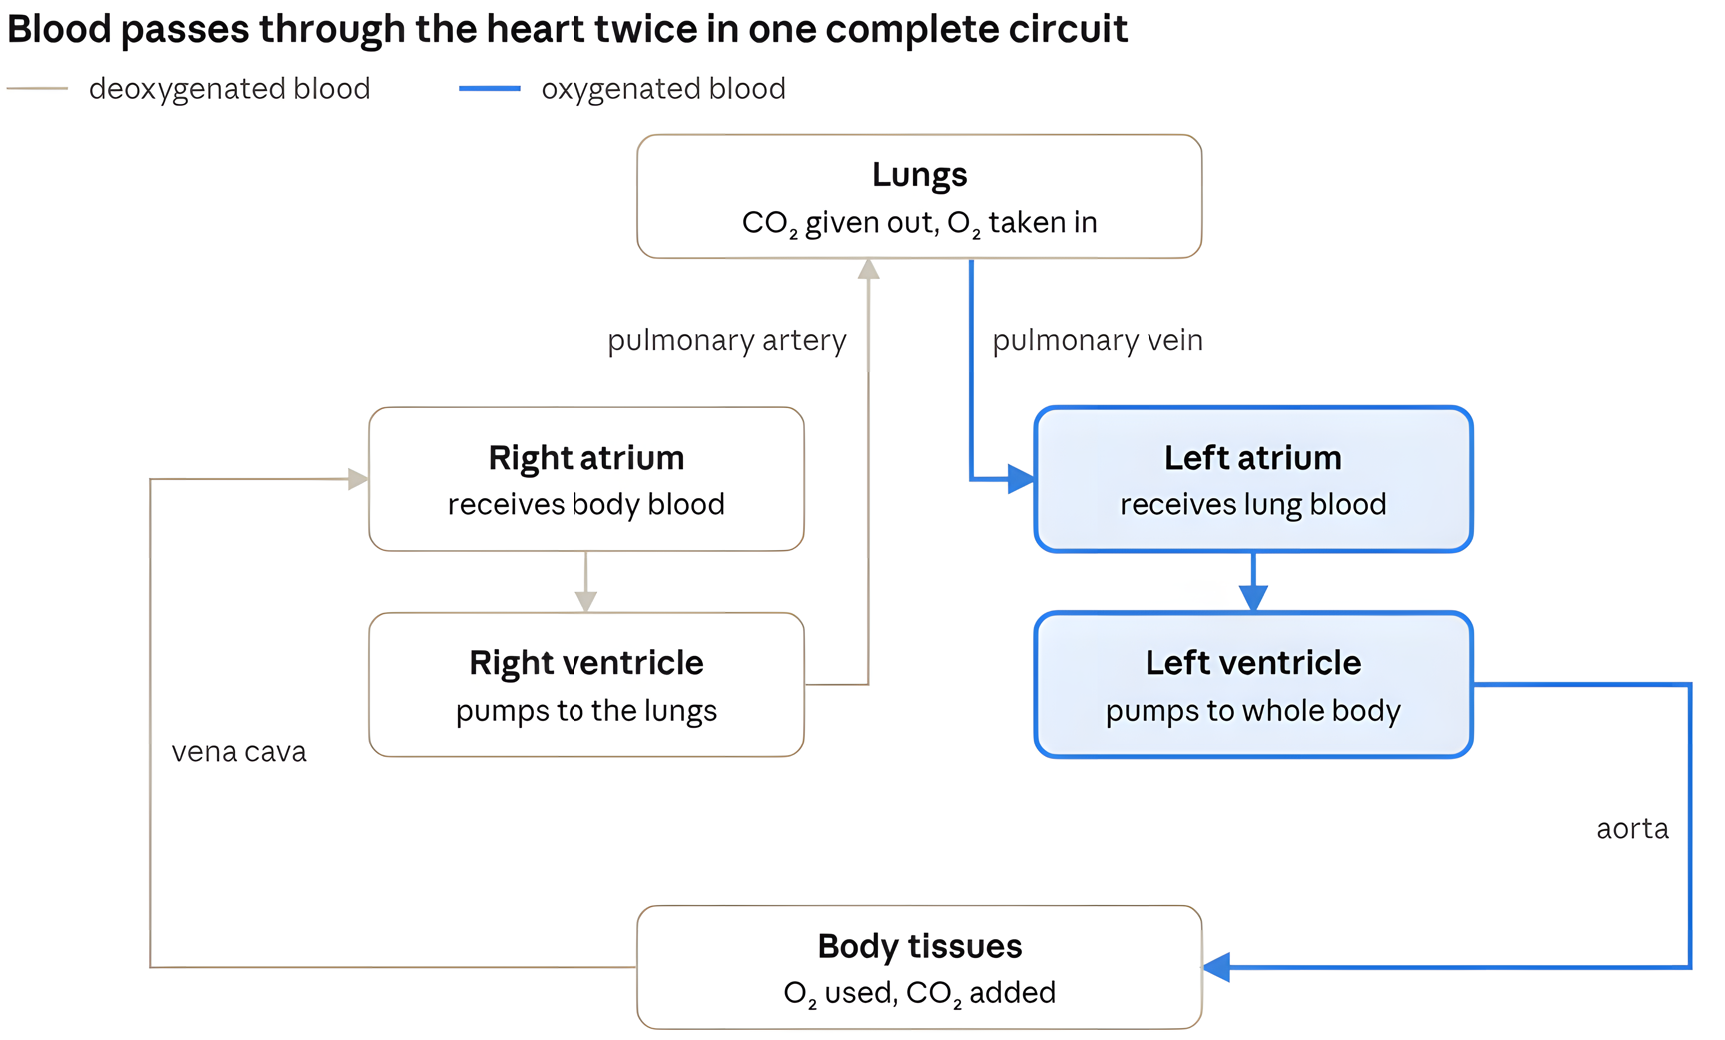 Blood passes through the heart twice in one complete circuit
deoxygenated blood
oxygenated blood
Lungs
CO₂ given out, O₂ taken in
pulmonary artery
pulmonary vein
Right atrium
receives body blood
Left atrium
receives lung blood
Right ventricle
pumps to the lungs
Left ventricle
pumps to whole body
vena cava
aorta
Body tissues
O₂ used, CO₂ added